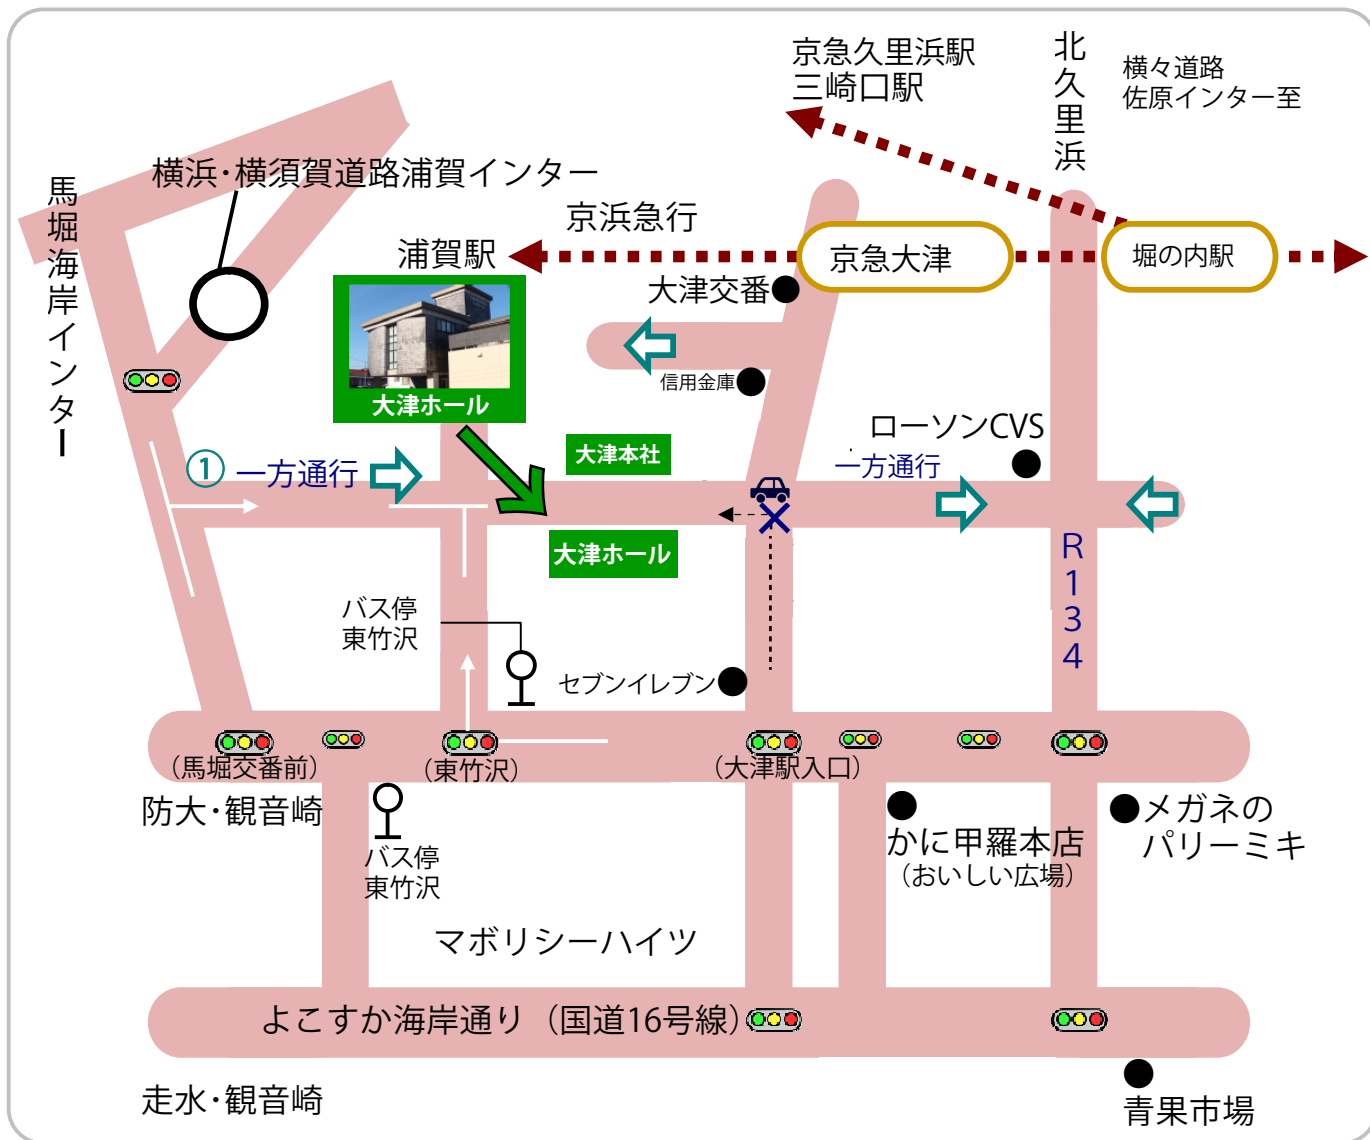 京急久里浜駅
三崎口駅
北久里浜
横々道路
佐原インター至
横浜・横須賀道路浦賀インター
馬堀海岸インター
京浜急行
浦賀駅
京急大津
堀の内駅
大津交番
信用金庫
大津ホール
ローソンCVS
大津本社
① 一方通行
一方通行
大津ホール
R134
バス停
東竹沢
セブンイレブン
(馬堀交番前)
(東竹沢)
(大津駅入口)
防大・観音崎
バス停
東竹沢
かに甲羅本店
(おいしい広場)
メガネの
パリーミキ
マボリシーハイツ
よこすか海岸通り(国道16号線)
走水・観音崎
青果市場